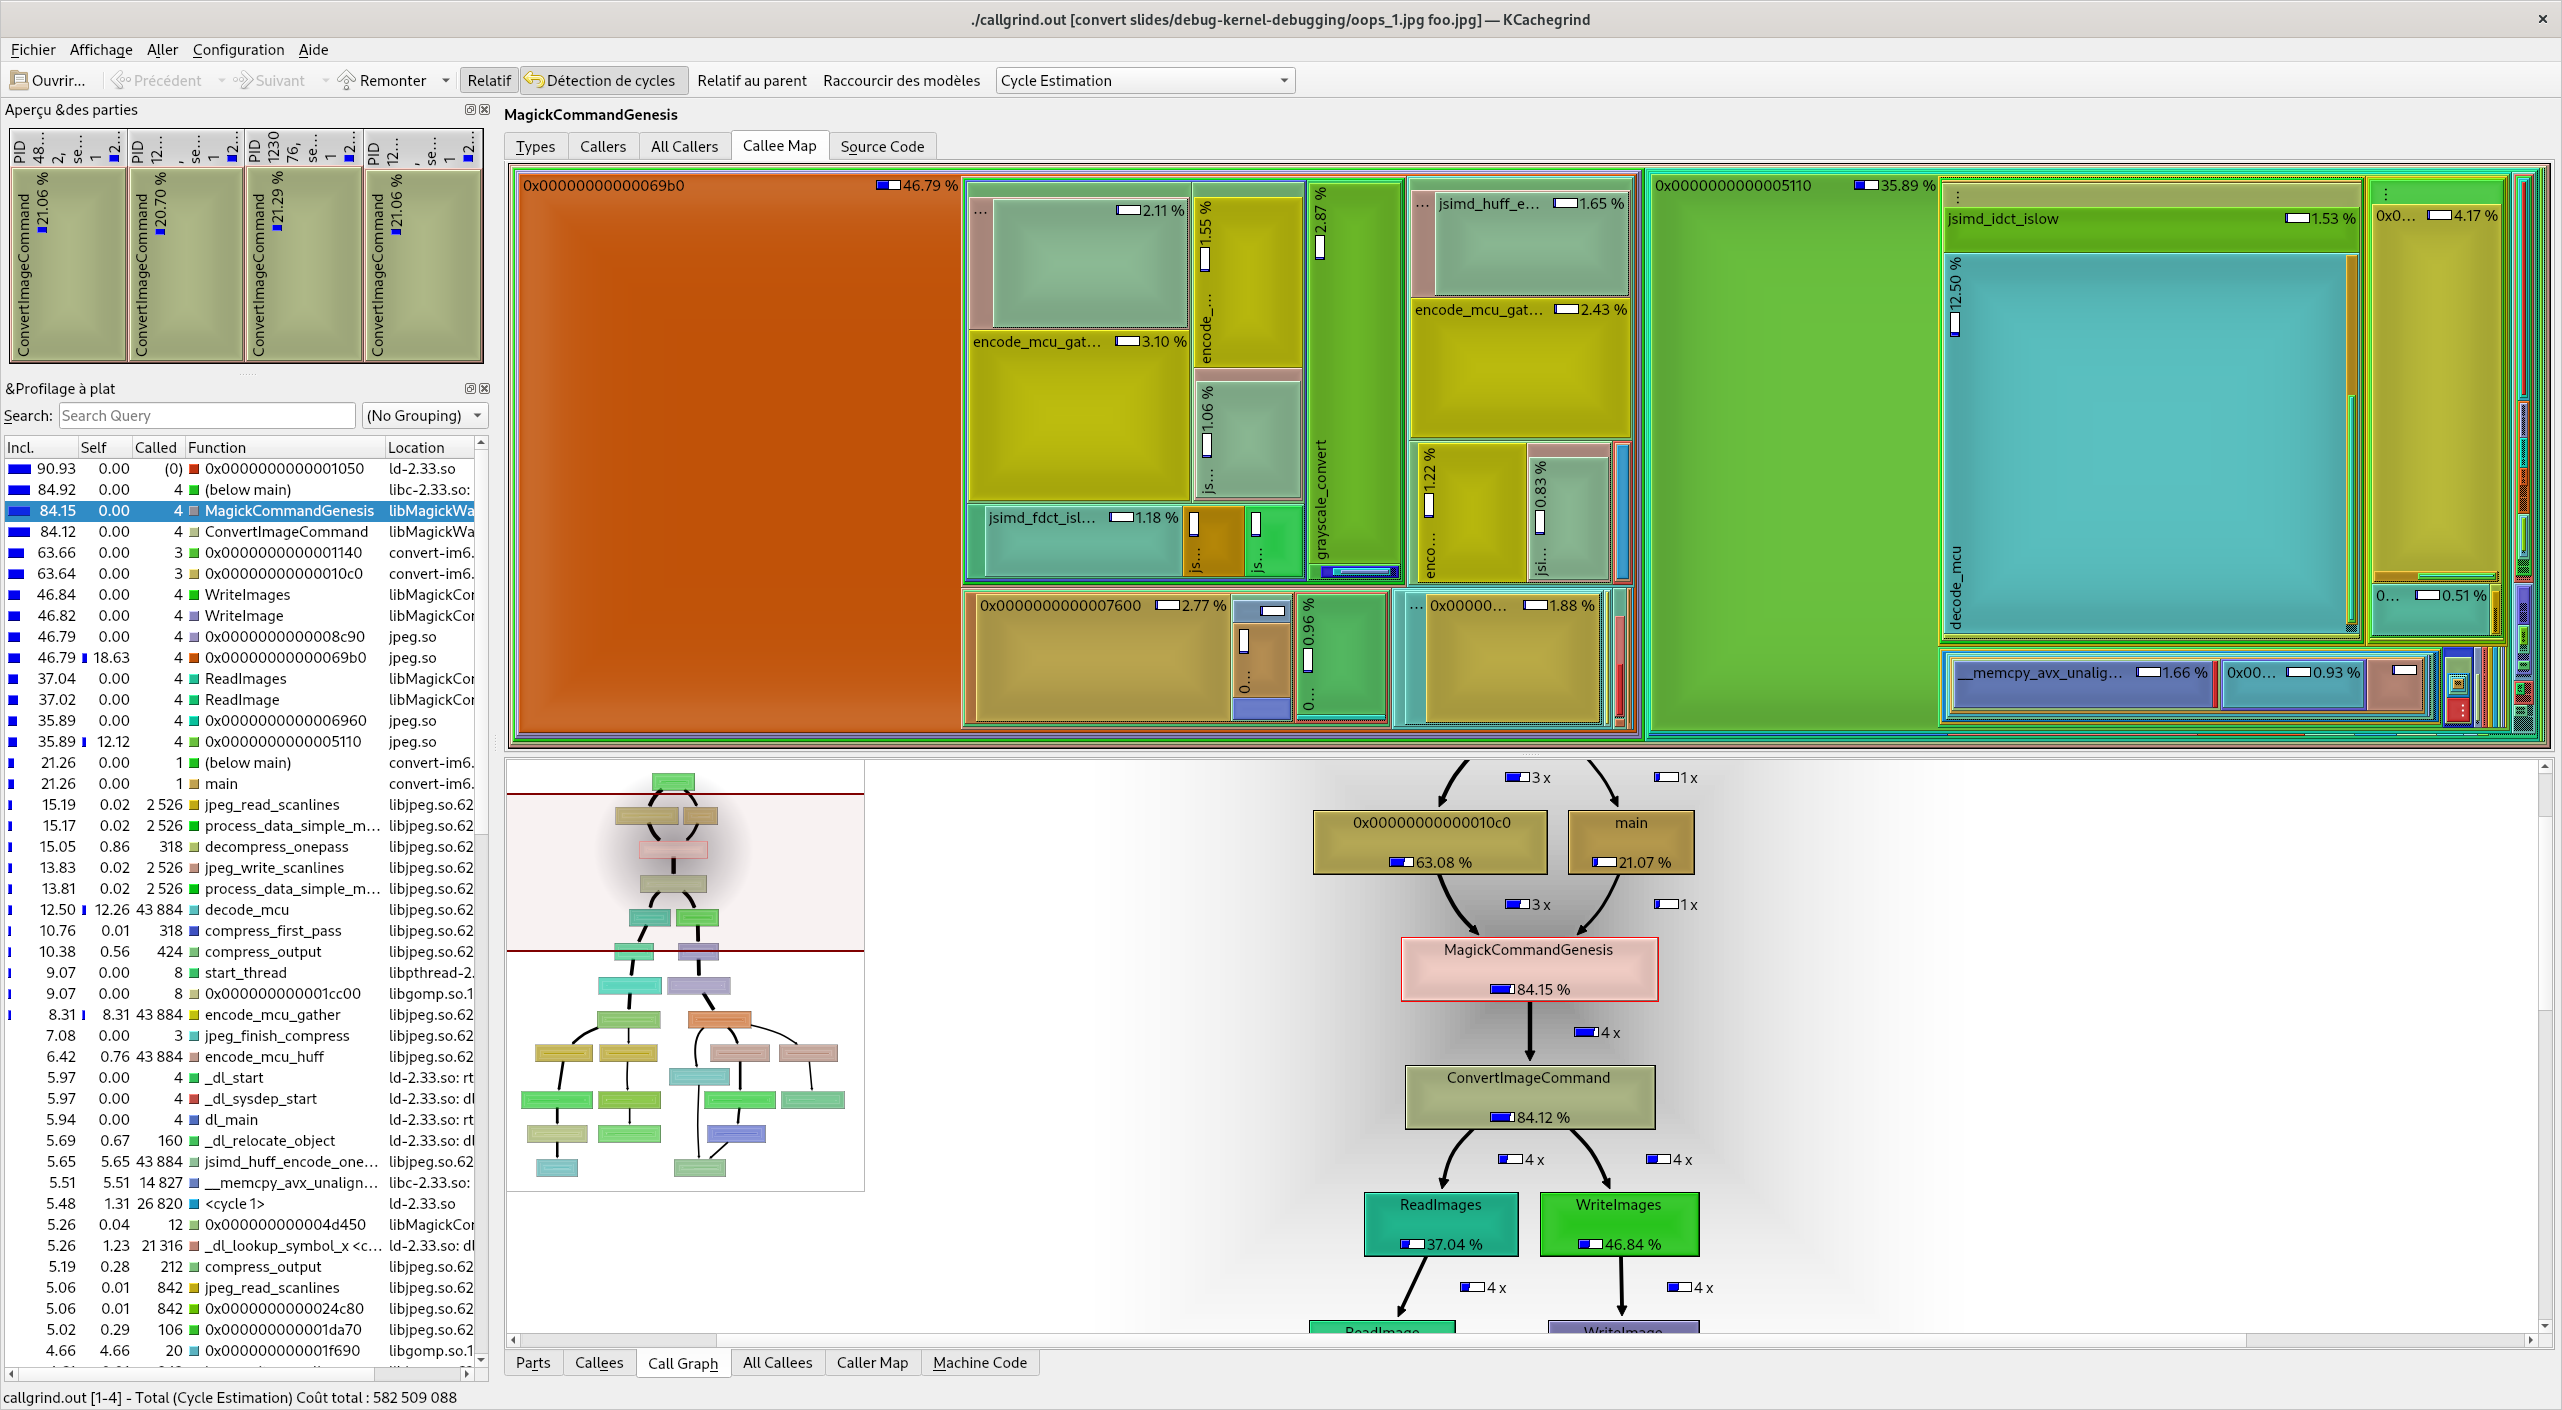 ./callgrind.out [convert slides/debug-kernel-debugging/oops_1.jpg foo.jpg] — KCachegrind
Fichier Affichage Aller Configuration Aide
Ouvrir... Précédent Suivant Remonter Relatif Détection de cycles Relatif au parent Raccourcir des modèles Cycle Estimation
Aperçu &des parties
PID 48... 2, se... 1 2...
PID 12... , se... 1 2...
PID 1230 76, se... 1 2...
PID 12... , se... 1 2...
ConvertImageCommand 21.06 %
ConvertImageCommand 20.70 %
ConvertImageCommand 21.29 %
ConvertImageCommand 21.06 %
&Profilage à plat
Search: Search Query (No Grouping)
Incl. Self Called Function Location
90.93 0.00 (0) 0x0000000000001050 ld-2.33.so
84.92 0.00 4 (below main) libc-2.33.so:
84.15 0.00 4 MagickCommandGenesis libMagickWa
84.12 0.00 4 ConvertImageCommand libMagickWa
63.66 0.00 3 0x0000000000001140 convert-im6.
63.64 0.00 3 0x00000000000010c0 convert-im6.
46.84 0.00 4 WriteImages libMagickCor
46.82 0.00 4 WriteImage libMagickCor
46.79 0.00 4 0x0000000000008c90 jpeg.so
46.79 18.63 4 0x00000000000069b0 jpeg.so
37.04 0.00 4 ReadImages libMagickCor
37.02 0.00 4 ReadImage libMagickCor
35.89 0.00 4 0x0000000000006960 jpeg.so
35.89 12.12 4 0x0000000000005110 jpeg.so
21.26 0.00 1 (below main) convert-im6.
21.26 0.00 1 main convert-im6.
15.19 0.02 2 526 jpeg_read_scanlines libjpeg.so.62
15.17 0.02 2 526 process_data_simple_m... libjpeg.so.62
15.05 0.86 318 decompress_onepass libjpeg.so.62
13.83 0.02 2 526 jpeg_write_scanlines libjpeg.so.62
13.81 0.02 2 526 process_data_simple_m... libjpeg.so.62
12.50 12.26 43 884 decode_mcu libjpeg.so.62
10.76 0.01 318 compress_first_pass libjpeg.so.62
10.38 0.56 424 compress_output libjpeg.so.62
9.07 0.00 8 start_thread libpthread-2.
9.07 0.00 8 0x000000000001cc00 libgomp.so.1
8.31 8.31 43 884 encode_mcu_gather libjpeg.so.62
7.08 0.00 3 jpeg_finish_compress libjpeg.so.62
6.42 0.76 43 884 encode_mcu_huff libjpeg.so.62
5.97 0.00 4 _dl_start ld-2.33.so: rt
5.97 0.00 4 _dl_sysdep_start ld-2.33.so: dl
5.94 0.00 4 dl_main ld-2.33.so: rt
5.69 0.67 160 _dl_relocate_object ld-2.33.so: dl
5.65 5.65 43 884 jsimd_huff_encode_one... libjpeg.so.62
5.51 5.51 14 827 __memcpy_avx_unalign... libc-2.33.so:
5.48 1.31 26 820 <cycle 1> ld-2.33.so
5.26 0.04 12 0x000000000004d450 libMagickCor
5.26 1.23 21 316 _dl_lookup_symbol_x <c... ld-2.33.so: dl
5.19 0.28 212 compress_output libjpeg.so.62
5.06 0.01 842 jpeg_read_scanlines libjpeg.so.62
5.06 0.01 842 0x0000000000024c80 libjpeg.so.62
5.02 0.29 106 0x000000000001da70 libjpeg.so.62
4.66 4.66 20 0x000000000001f690 libgomp.so.1
callgrind.out [1-4] - Total (Cycle Estimation) Coût total : 582 509 088
MagickCommandGenesis
Types Callers All Callers Callee Map Source Code
0x00000000000069b0 46.79 %
... 2.11 %
encode_... 1.55 %
grayscale_convert 2.87 %
... jsimd_huff_e... 1.65 %
encode_mcu_gat... 3.10 %
js... 1.06 %
encode_mcu_gat... 2.43 %
enco... 1.22 %
jsi... 0.83 %
jsimd_fdct_isl... 1.18 %
js...
js...
0x0000000000007600 2.77 %
0...
0... 0.96 %
... 0x00000... 1.88 %
0x0000000000005110 35.89 %
...
jsimd_idct_islow 1.53 %
decode_mcu 12.50 %
...
0x0... 4.17 %
0... 0.51 %
__memcpy_avx_unalig... 1.66 %
0x00... 0.93 %
...
3 x 1 x
0x00000000000010c0 main
63.08 % 21.07 %
3 x 1 x
MagickCommandGenesis
84.15 %
4 x
ConvertImageCommand
84.12 %
4 x 4 x
ReadImages WriteImages
37.04 % 46.84 %
4 x 4 x
ReadImage WriteImage
Parts Callees Call Graph All Callees Caller Map Machine Code